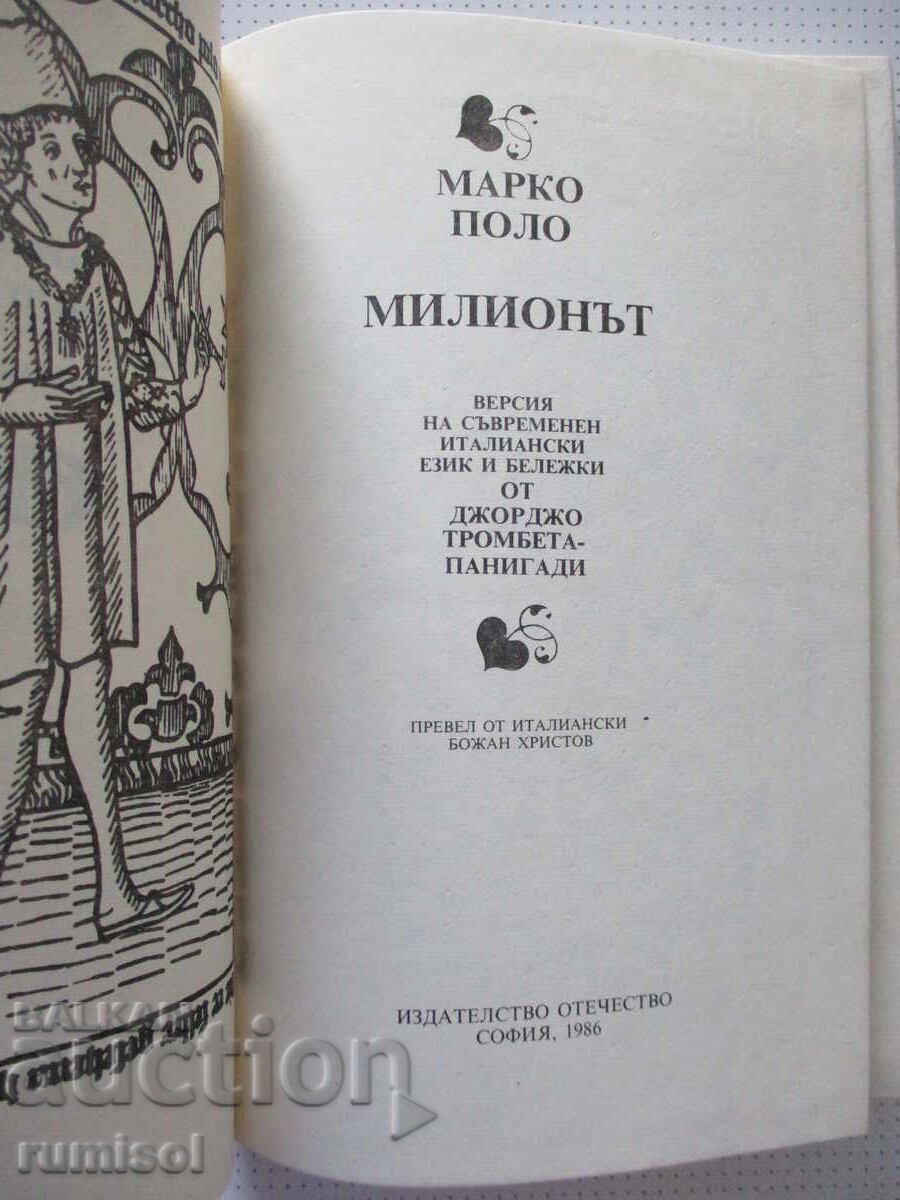 МАРКО
ПОЛО
МИЛИОНЪТ
ВЕРСИЯ
НА СЪВРЕМЕНЕН
ИТАЛИАНСКИ
ЕЗИК И БЕЛЕЖКИ
ОТ
ДЖОРДЖО
ТРОМБЕТА-
ПАНИГАДИ
ПРЕВЕЛ ОТ ИТАЛИАНСКИ
БОЖАН ХРИСТОВ
ИЗДАТЕЛСТВО ОТЕЧЕСТВО
СОФИЯ, 1986
BALKAN
auction
rumisol